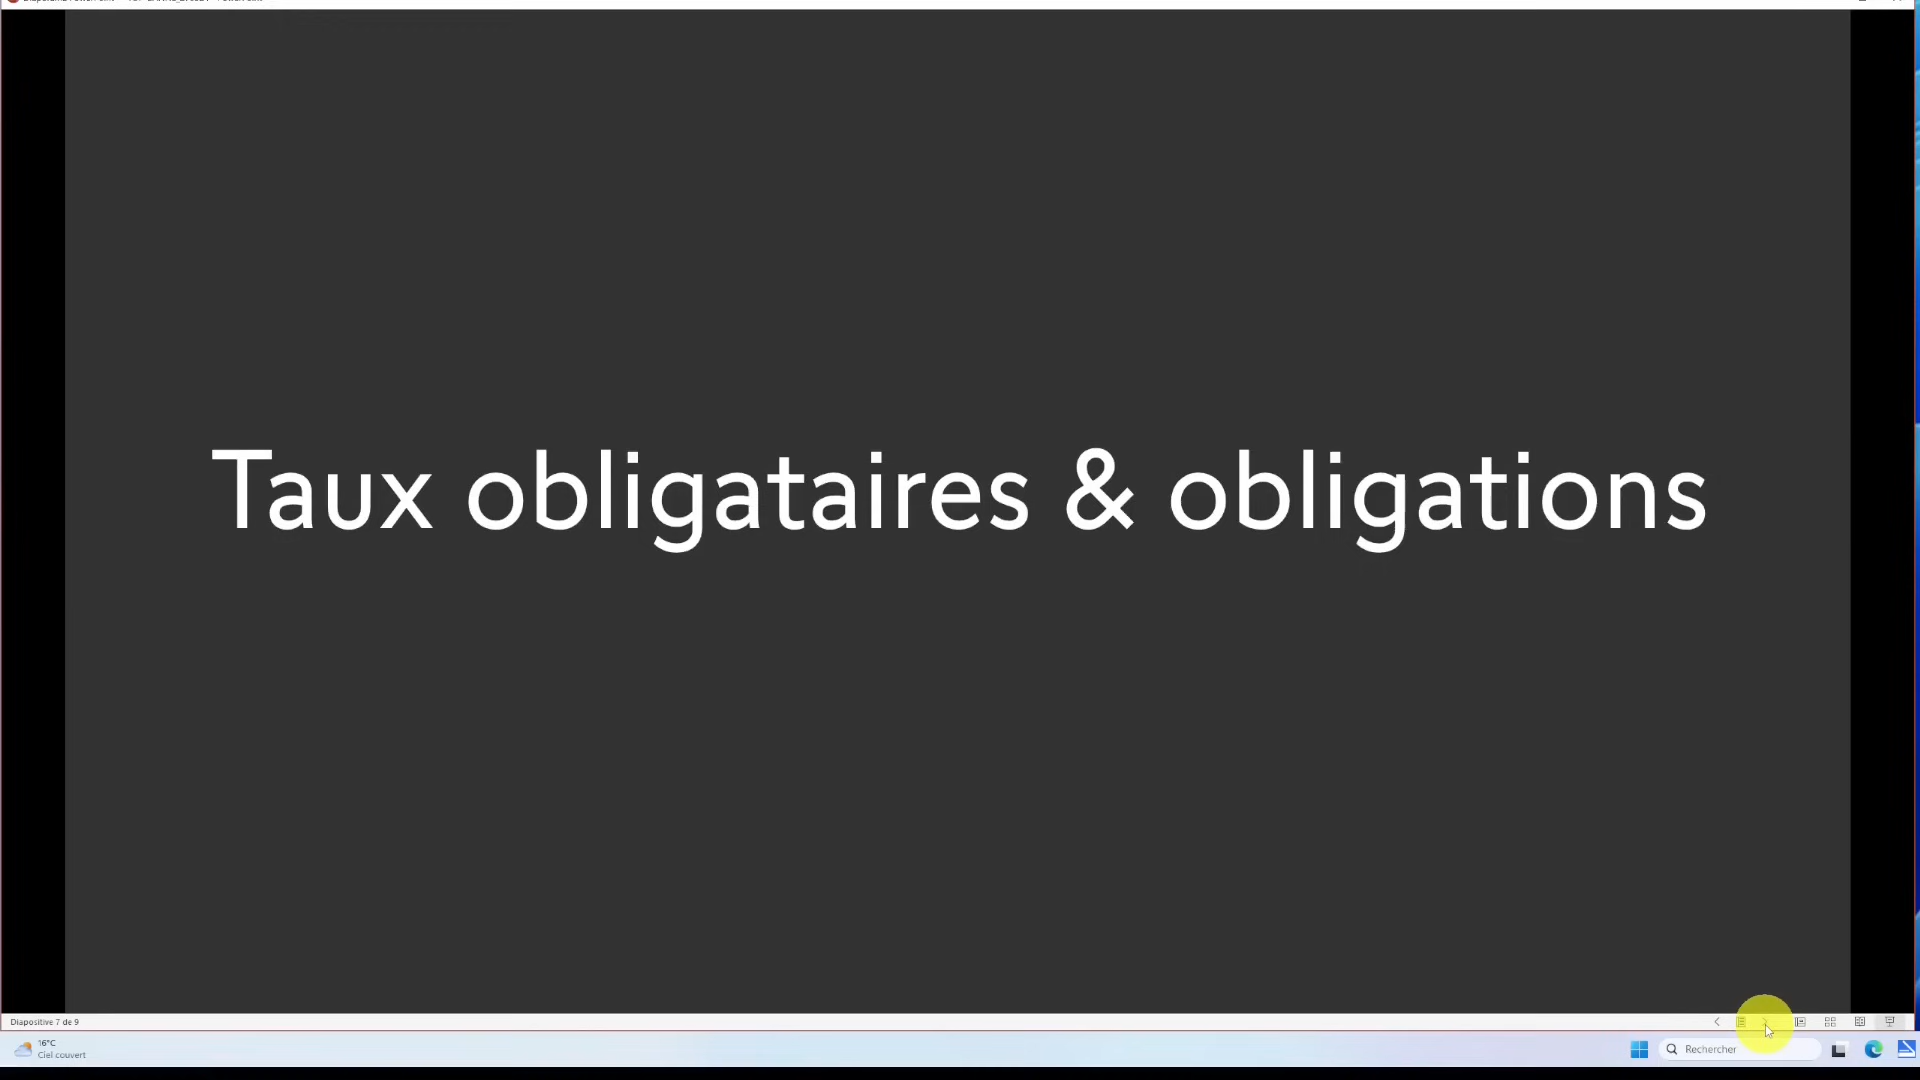 Taux obligataires & obligations
Diapositive 7 de 9
16°C
Ciel couvert
Rechercher